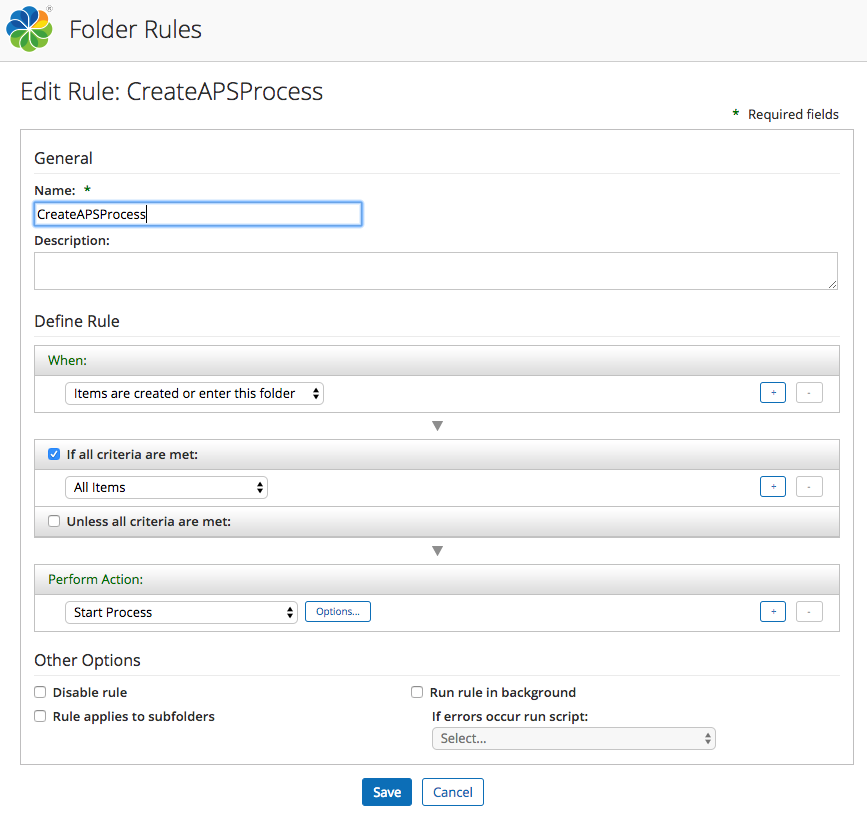 Folder Rules
Edit Rule: CreateAPSProcess
* Required fields
General
Name: *
CreateAPSProcess
Description:
Define Rule
When:
Items are created or enter this folder + -
If all criteria are met:
All Items + -
Unless all criteria are met:
Perform Action:
Start Process Options... + -
Other Options
Disable rule Run rule in background
Rule applies to subfolders If errors occur run script:
Select...
Save Cancel